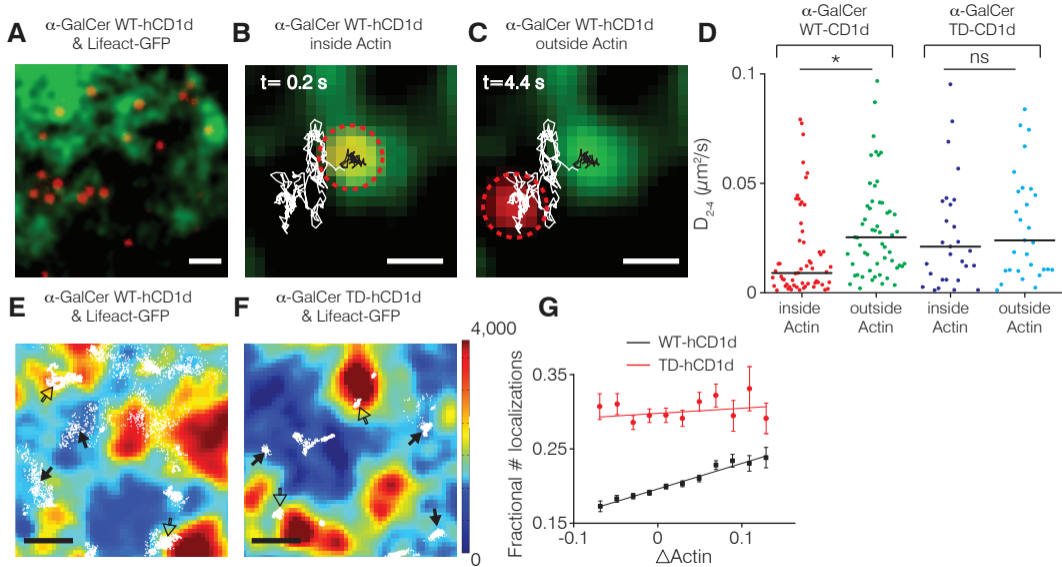 A
α-GalCer WT-hCD1d
& Lifeact-GFP
B
α-GalCer WT-hCD1d
inside Actin
t= 0.2 s
C
α-GalCer WT-hCD1d
outside Actin
t=4.4 s
D
α-GalCer
WT-CD1d
α-GalCer
TD-CD1d
*
ns
0.1
0.05
0
D2-4 (μm²/s)
inside
Actin
outside
Actin
inside
Actin
outside
Actin
E
α-GalCer WT-hCD1d
& Lifeact-GFP
F
α-GalCer TD-hCD1d
& Lifeact-GFP
4,000
0
G
WT-hCD1d
TD-hCD1d
Fractional # localizations
0.35
0.25
0.15
-0.1
0
0.1
△Actin